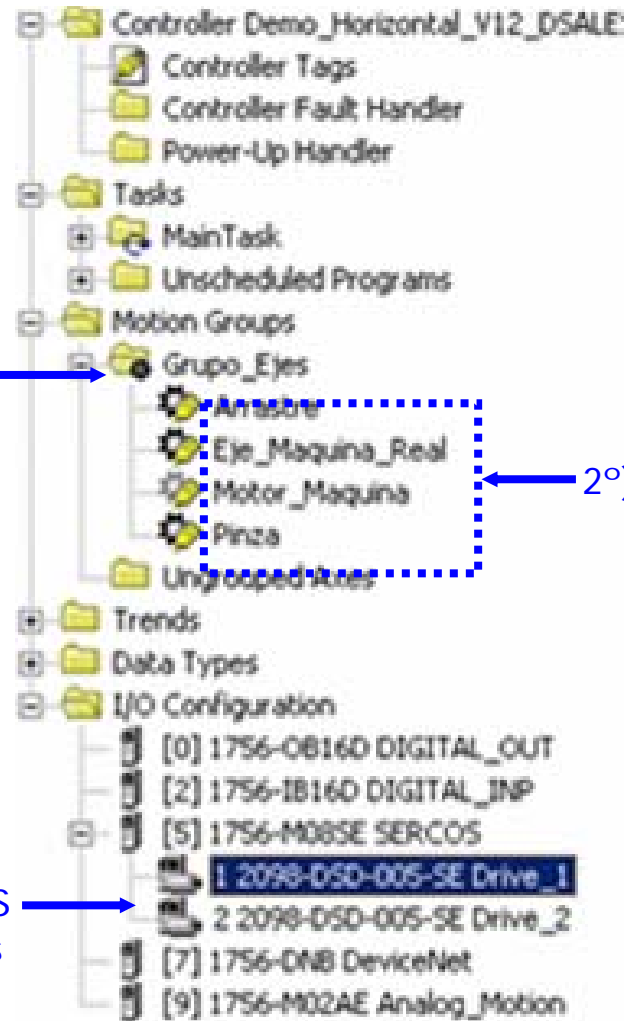 Controller Demo_Horizontal_V12_DSALES
Controller Tags
Controller Fault Handler
Power-Up Handler
Tasks
MainTask
Unscheduled Programs
Motion Groups
Grupo_Ejes
Arrastre
Eje_Maquina_Real
2º)
Motor_Maquina
Pinza
Ungrouped Axes
Trends
Data Types
I/O Configuration
[0] 1756-OB16D DIGITAL_OUT
[2] 1756-IB16D DIGITAL_INP
[5] 1756-M08SE SERCOS
1 2098-DSD-005-SE Drive_1
S
2 2098-DSD-005-SE Drive_2
s
[7] 1756-DNB DeviceNet
[9] 1756-M02AE Analog_Motion